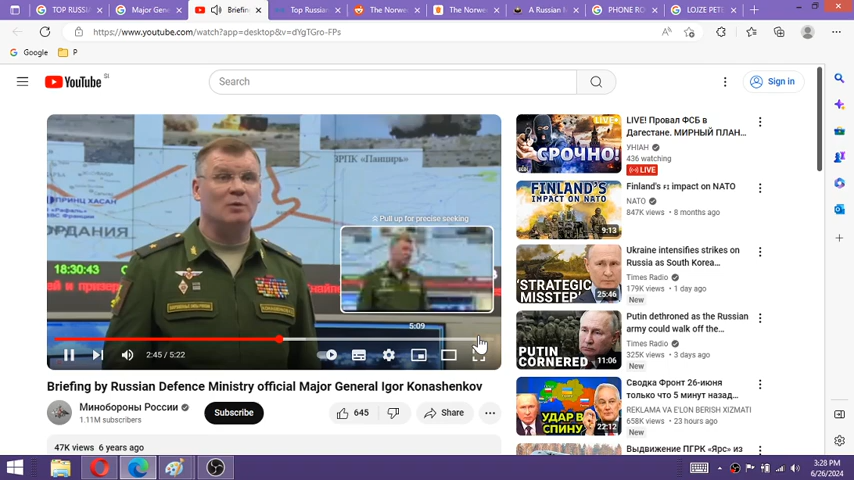 TOP RUSSI
Major Gen
Briefin
Top Russian
The Norwe
The Norwe
A Russian
PHONE RO
LOJZE PET
https://www.youtube.com/watch?app=desktop&v=dYgTGro-FPs
Google
P
YouTube SI
Search
Sign in
ЗРПК «Панцирь»
ПРИНЦ ХАСАН
ОРДАНИЯ
18:30:43
Pull up for precise seeking
5:09
2:45 / 5:22
Briefing by Russian Defence Ministry official Major General Igor Konashenkov
Минобороны России
1.11M subscribers
Subscribe
645
Share
47K views 6 years ago
LIVE
СРОЧНО!
LIVE! Провал ФСБ в
Дагестане. МИРНЫЙ ПЛАН...
УНІАН
436 watching
LIVE
FINLAND'S
IMPACT ON NATO
9:13
Finland's #1 impact on NATO
NATO
847K views • 8 months ago
'STRATEGIC
MISSTEP'
25:46
Ukraine intensifies strikes on
Russia as South Korea...
Times Radio
179K views • 1 day ago
New
PUTIN
CORNERED
11:06
Putin dethroned as the Russian
army could walk off the...
Times Radio
325K views • 3 days ago
New
УДАР В
СПИНУ
22:12
Сводка Фронт 26-июня
только что 5 минут назад...
REKLAMA VA E'LON BERISH XIZMATI
658K views • 23 hours ago
New
Выдвижение ПГРК «Ярс» из
3:28 PM
6/26/2024